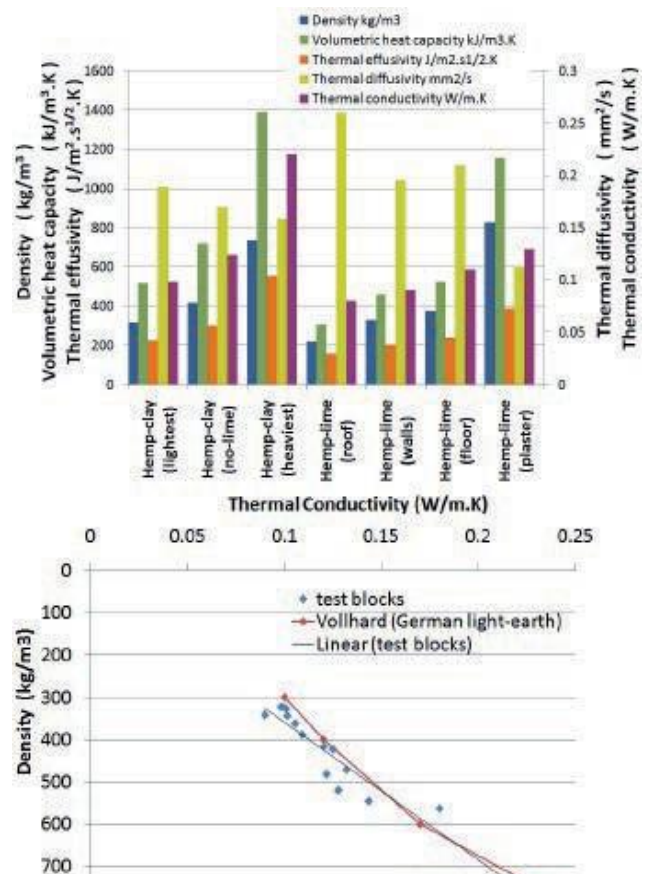 Density kg/m3
Volumetric heat capacity kJ/m3.K
Thermal effusivity J/m2.s1/2.K
Thermal diffusivity mm2/s
Thermal conductivity W/m.K
Density ( kg/m³ )
Volumetric heat capacity ( kJ/m³.K )
Thermal effusivity ( J/m².s¹/².K )
1600
1400
1200
1000
800
600
400
200
0
0.3
0.25
0.2
0.15
0.1
0.05
0
Thermal diffusivity ( mm²/s )
Thermal conductivity ( W/m.K )
Hemp-clay
(lightest)
Hemp-clay
(no-lime)
Hemp-clay
(heaviest)
Hemp-lime
(roof)
Hemp-lime
(walls)
Hemp-lime
(floor)
Hemp-lime
(plaster)
Thermal Conductivity (W/m.K)
0 0.05 0.1 0.15 0.2 0.25
Density (kg/m3)
0
100
200
300
400
500
600
700
test blocks
Vollhard (German light-earth)
Linear (test blocks)